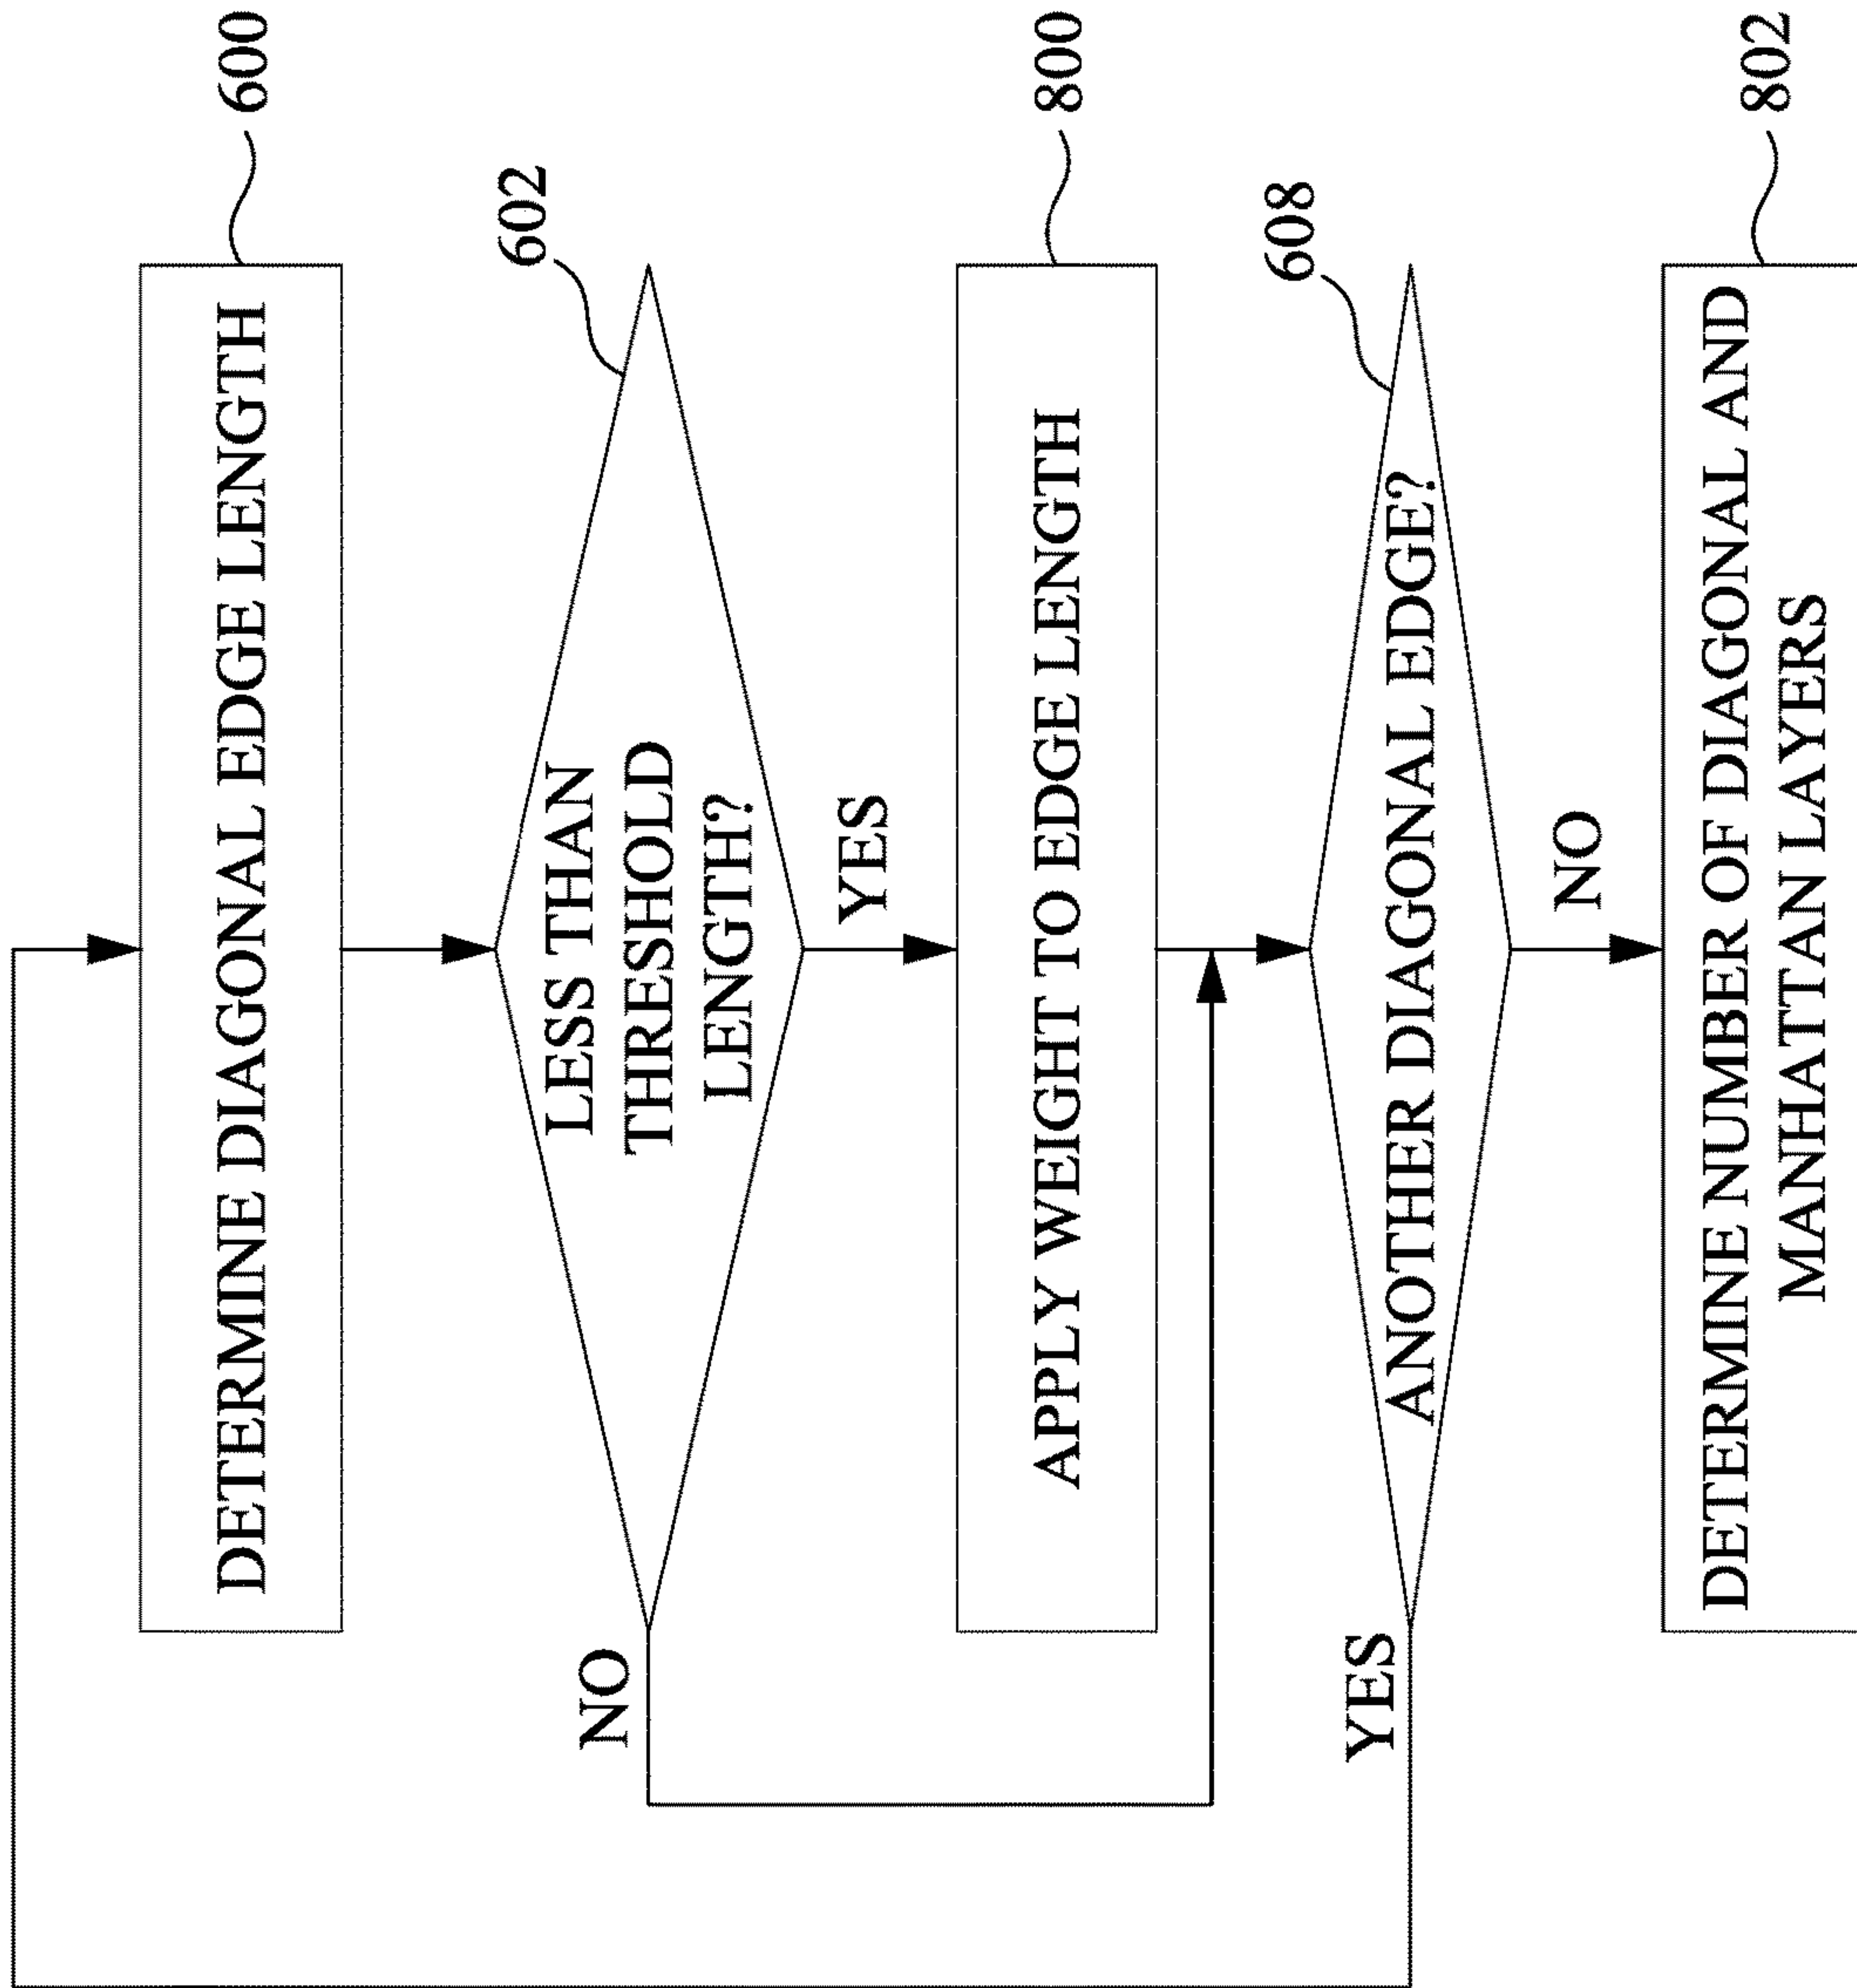 DETERMINE DIAGONAL EDGE LENGTH
600
LESS THAN
THRESHOLD
LENGTH?
602
NO
YES
APPLY WEIGHT TO EDGE LENGTH
800
ANOTHER DIAGONAL EDGE?
608
YES
NO
DETERMINE NUMBER OF DIAGONAL AND
MANHATTAN LAYERS
802